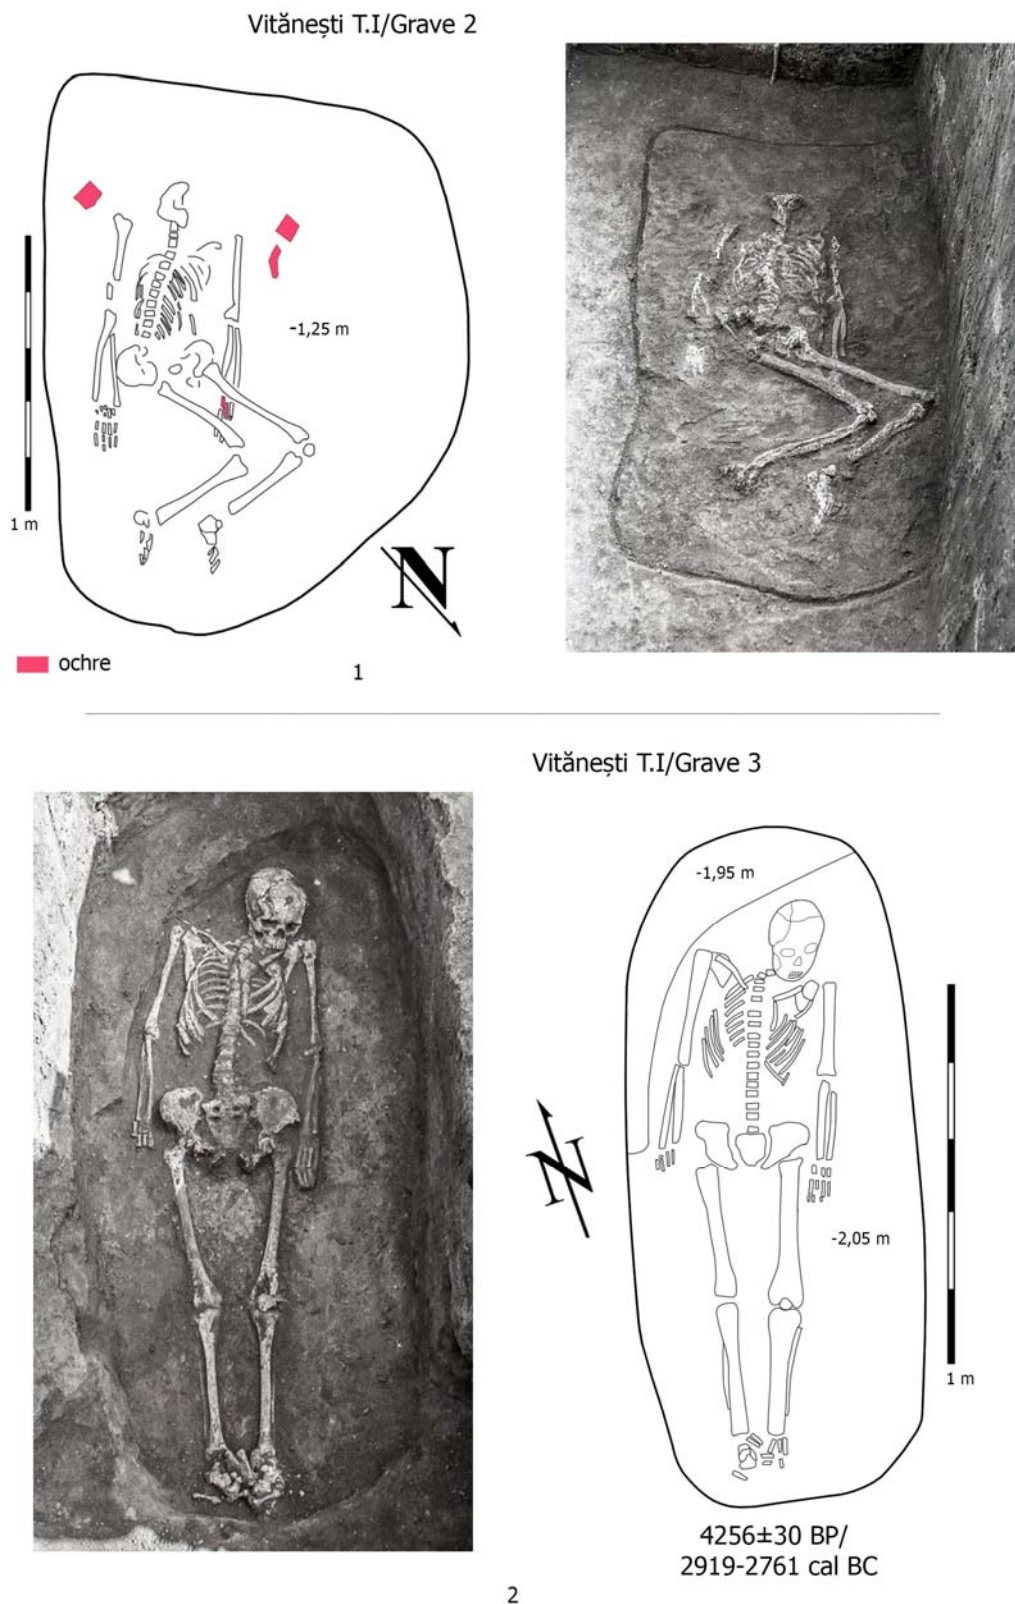 Vitănești T.I/Grave 2
-1,25 m
1 m
N
ochre
1
Vitănești T.I/Grave 3
-1,95 m
N
-2,05 m
1 m
4256±30 BP/
2919-2761 cal BC
2